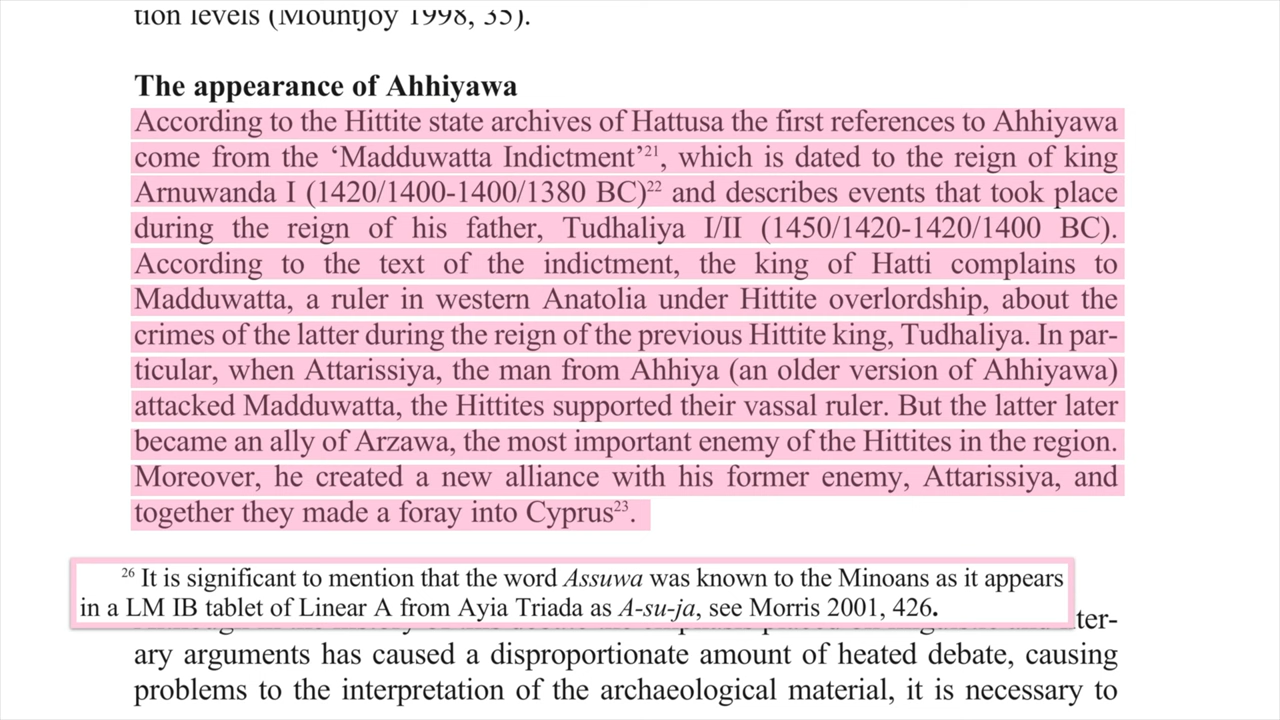 tion levels (Mountjoy 1998, 35).
The appearance of Ahhiyawa
According to the Hittite state archives of Hattusa the first references to Ahhiyawa
come from the ‘Madduwatta Indictment’²¹, which is dated to the reign of king
Arnuwanda I (1420/1400-1400/1380 BC)²² and describes events that took place
during the reign of his father, Tudhaliya I/II (1450/1420-1420/1400 BC).
According to the text of the indictment, the king of Hatti complains to
Madduwatta, a ruler in western Anatolia under Hittite overlordship, about the
crimes of the latter during the reign of the previous Hittite king, Tudhaliya. In par-
ticular, when Attarissiya, the man from Ahhiya (an older version of Ahhiyawa)
attacked Madduwatta, the Hittites supported their vassal ruler. But the latter later
became an ally of Arzawa, the most important enemy of the Hittites in the region.
Moreover, he created a new alliance with his former enemy, Attarissiya, and
together they made a foray into Cyprus²³.
²⁶ It is significant to mention that the word Assuwa was known to the Minoans as it appears
in a LM IB tablet of Linear A from Ayia Triada as A-su-ja, see Morris 2001, 426.
ary arguments has caused a disproportionate amount of heated debate, causing
problems to the interpretation of the archaeological material, it is necessary to